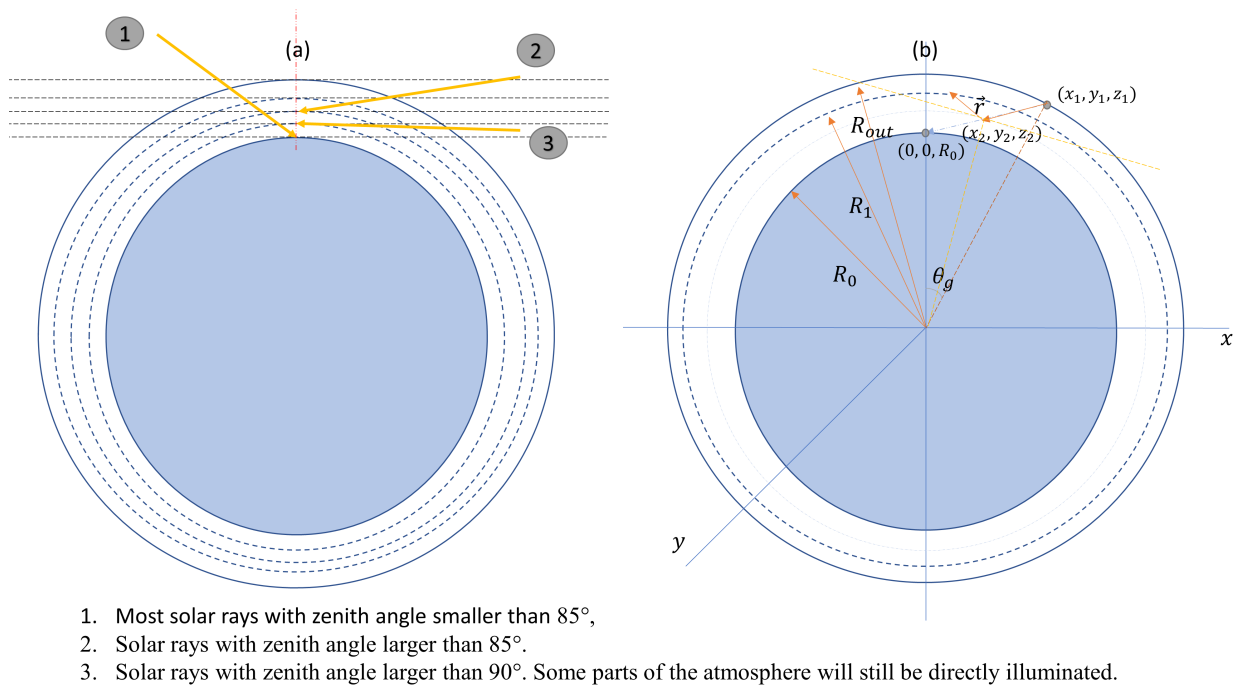 (a)
1
2
3
(b)
(x₁, y₁, z₁)
r⃗
R_out
(x₂, y₂, z₂)
(0, 0, R₀)
R₁
R₀
θ_g
x
y
1. Most solar rays with zenith angle smaller than 85°,
2. Solar rays with zenith angle larger than 85°.
3. Solar rays with zenith angle larger than 90°. Some parts of the atmosphere will still be directly illuminated.